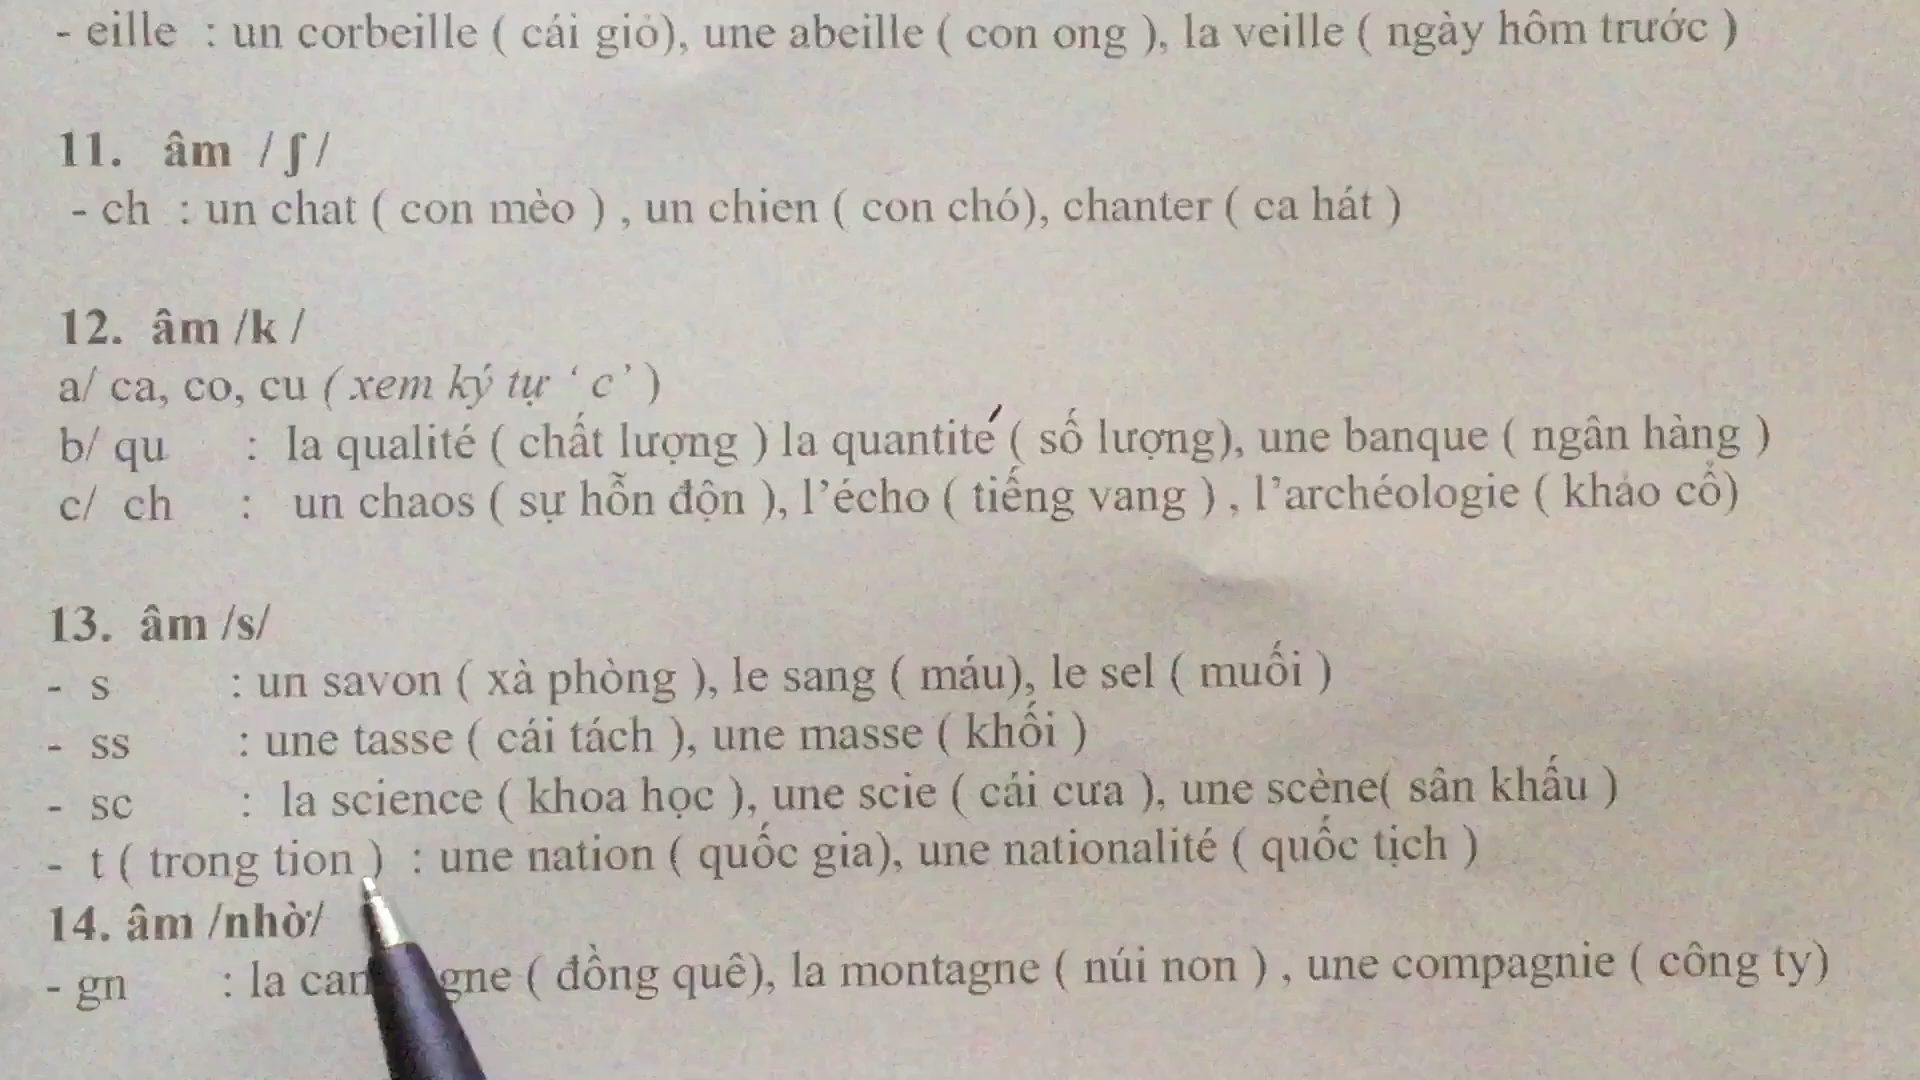 - eille : un corbeille ( cái giỏ), une abeille ( con ong ), la veille ( ngày hôm trước )
11. âm / ʃ /
- ch : un chat ( con mèo ) , un chien ( con chó), chanter ( ca hát )
12. âm /k /
a/ ca, co, cu ( xem ký tự ‘ c’ )
b/ qu : la qualité ( chất lượng ) la quantité ( số lượng), une banque ( ngân hàng )
c/ ch : un chaos ( sự hỗn độn ), l’écho ( tiếng vang ) , l’archéologie ( khảo cổ)
13. âm /s/
- s : un savon ( xà phòng ), le sang ( máu), le sel ( muối )
- ss : une tasse ( cái tách ), une masse ( khối )
- sc : la science ( khoa học ), une scie ( cái cưa ), une scène( sân khấu )
- t ( trong tion ) : une nation ( quốc gia), une nationalité ( quốc tịch )
14. âm /nhờ/
- gn : la ( đồng quê), la montagne ( núi non ) , une compagnie ( công ty)